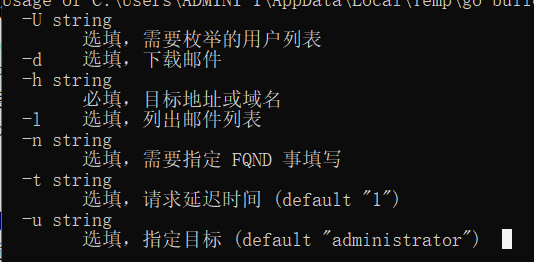 Usage of C:\Users\ADMINI~1\AppData\Local\Temp\go-buil
-U string
选填，需要枚举的用户列表
-d 选填，下载邮件
-h string
必填，目标地址或域名
-l 选填，列出邮件列表
-n string
选填，需要指定 FQND 事填写
-t string
选填，请求延迟时间 (default "1")
-u string
选填，指定目标 (default "administrator")